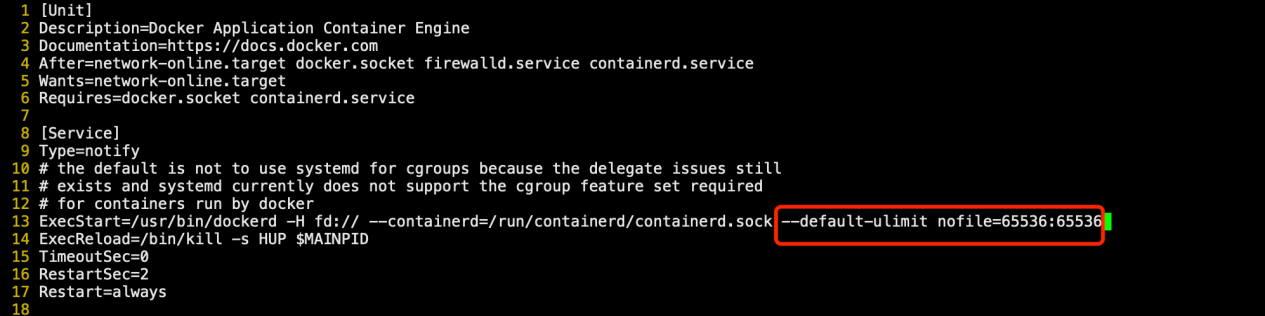 1 [Unit]
2 Description=Docker Application Container Engine
3 Documentation=https://docs.docker.com
4 After=network-online.target docker.socket firewalld.service containerd.service
5 Wants=network-online.target
6 Requires=docker.socket containerd.service
7
8 [Service]
9 Type=notify
10 # the default is not to use systemd for cgroups because the delegate issues still
11 # exists and systemd currently does not support the cgroup feature set required
12 # for containers run by docker
13 ExecStart=/usr/bin/dockerd -H fd:// --containerd=/run/containerd/containerd.sock --default-ulimit nofile=65536:65536
14 ExecReload=/bin/kill -s HUP $MAINPID
15 TimeoutSec=0
16 RestartSec=2
17 Restart=always
18